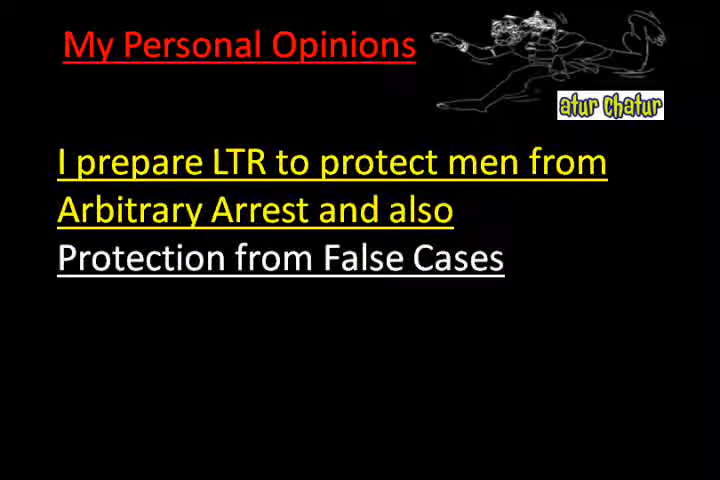 My Personal Opinions
atur chatur
I prepare LTR to protect men from
Arbitrary Arrest and also
Protection from False Cases